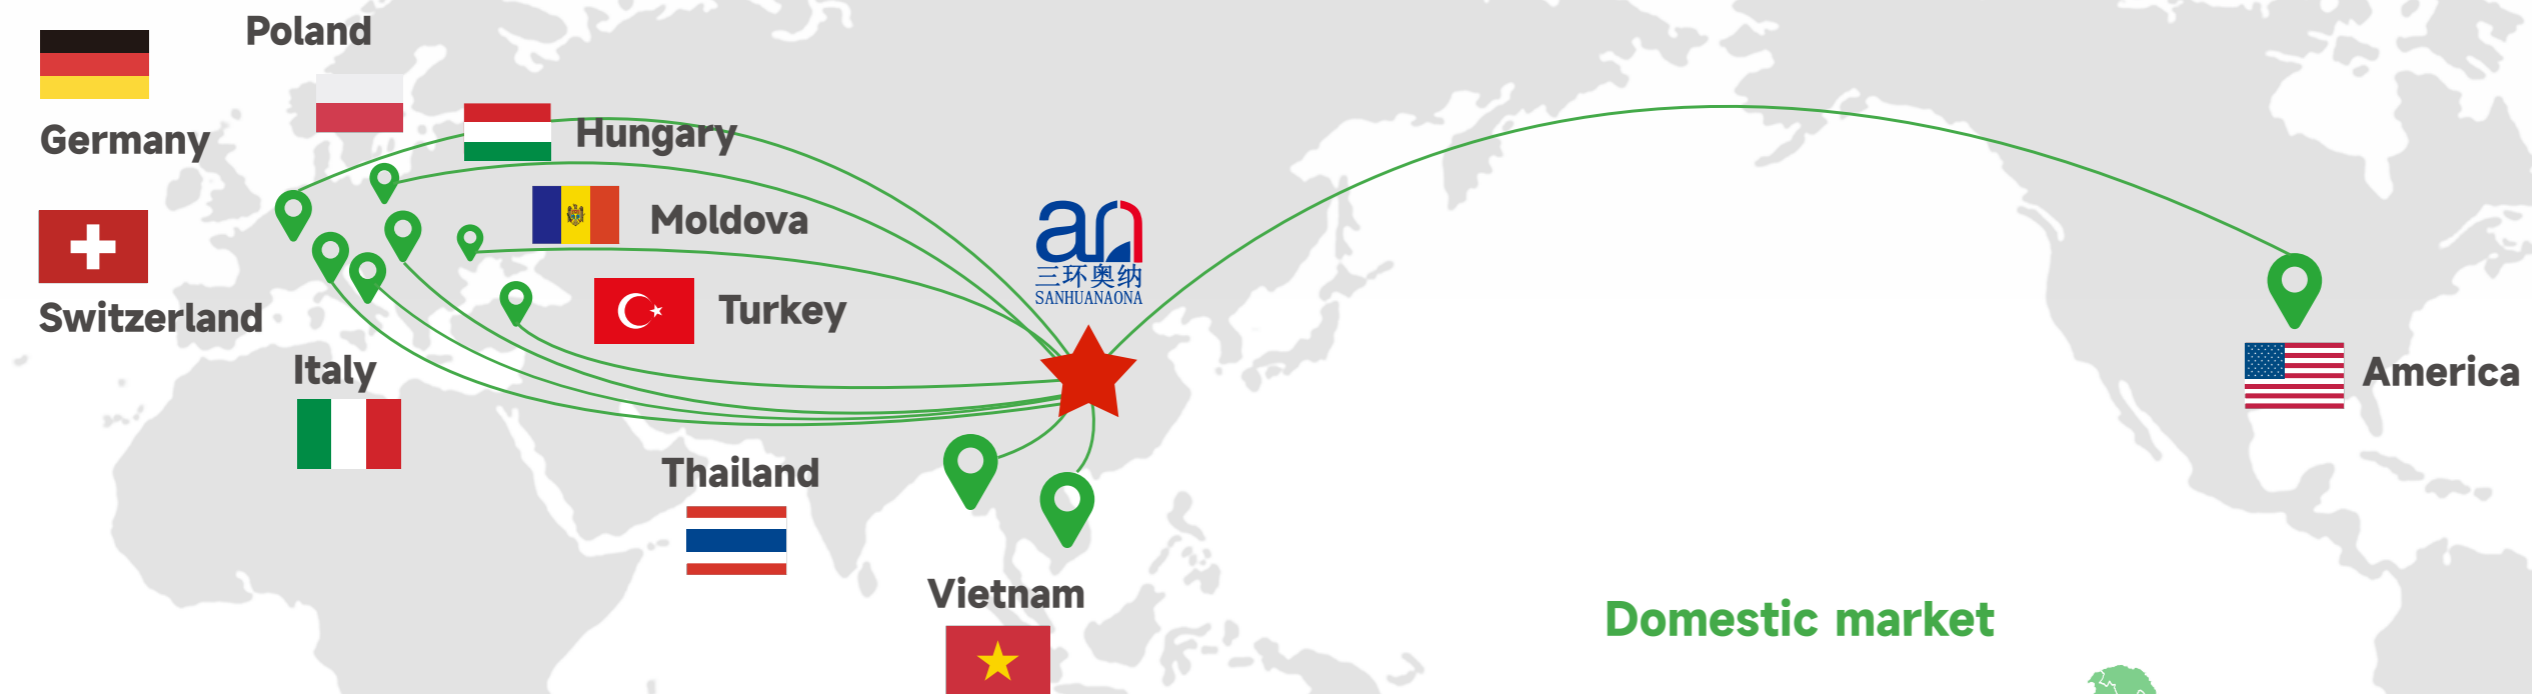 Poland
Germany
Hungary
Moldova
Switzerland
Turkey
Italy
an
三环奥纳
SANHUANAONA
America
Thailand
Vietnam
Domestic market